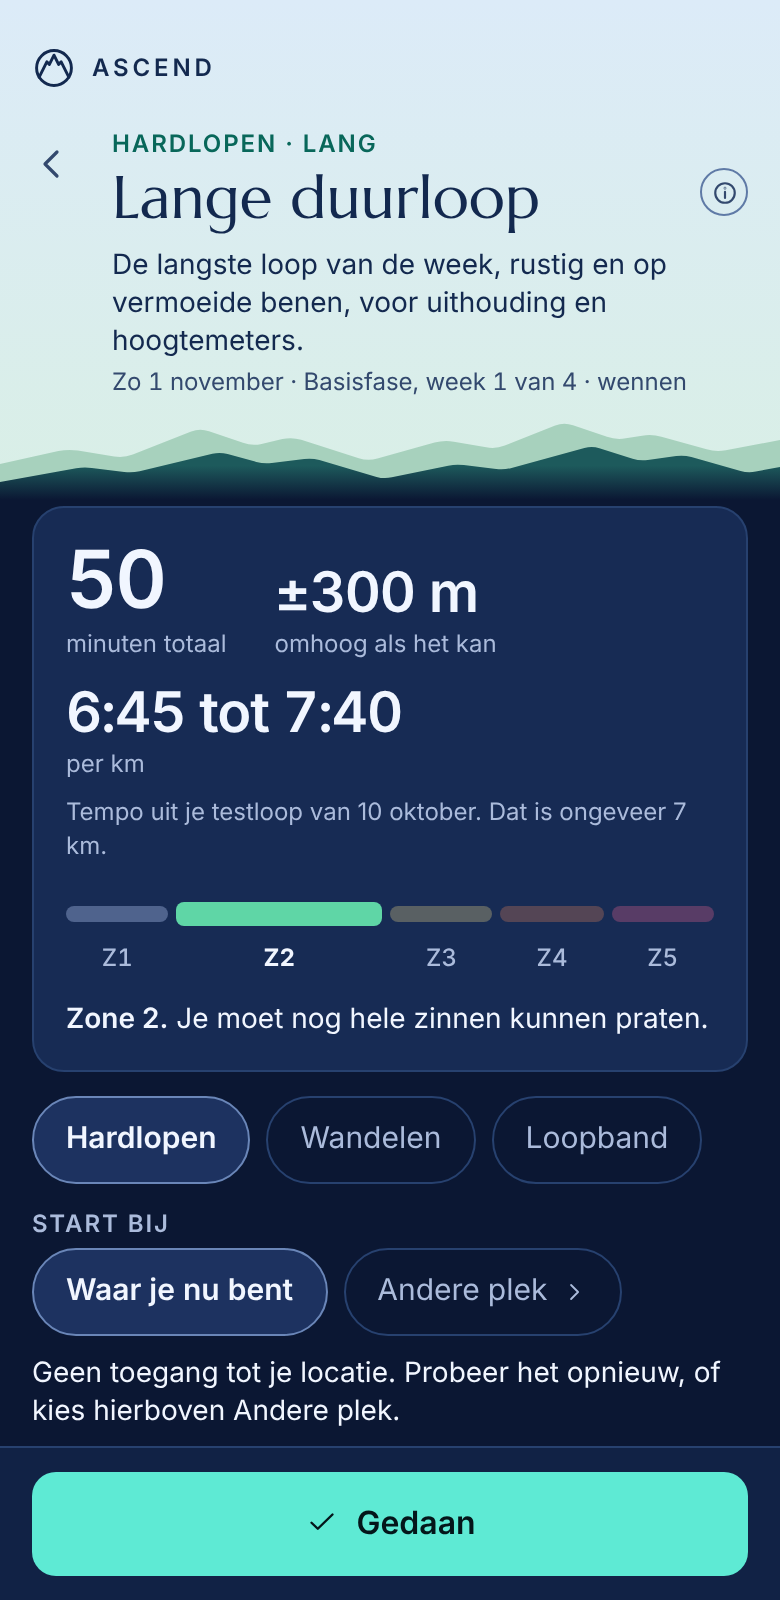 ASCEND
HARDLOPEN · LANG
Lange duurloop
De langste loop van de week, rustig en op
vermoeide benen, voor uithouding en
hoogtemeters.
Zo 1 november · Basisfase, week 1 van 4 · wennen
50
minuten totaal
±300 m
omhoog als het kan
6:45 tot 7:40
per km
Tempo uit je testloop van 10 oktober. Dat is ongeveer 7
km.
Z1 Z2 Z3 Z4 Z5
Zone 2. Je moet nog hele zinnen kunnen praten.
Hardlopen Wandelen Loopband
START BIJ
Waar je nu bent Andere plek
Geen toegang tot je locatie. Probeer het opnieuw, of
kies hierboven Andere plek.
Gedaan